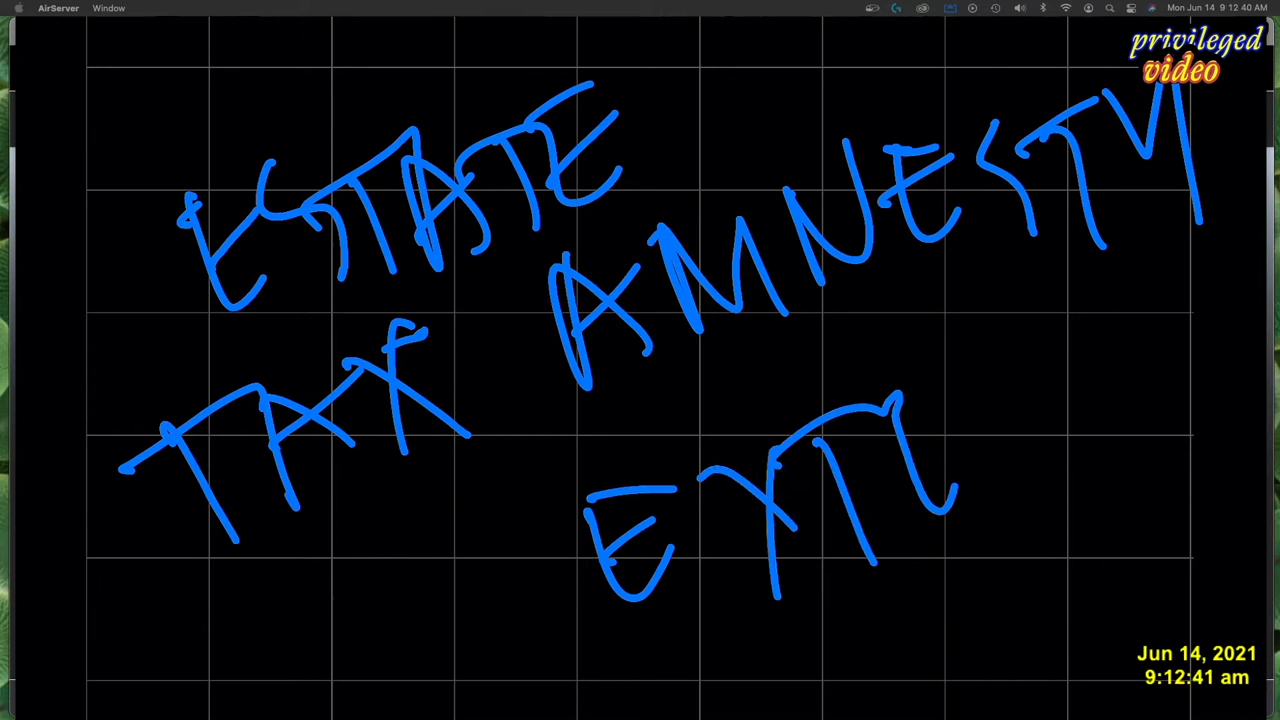 AirServer Window Mon Jun 14 9:12:40 AM
privileged
video
ESTATE
AMNESTY
TAX
EXTN
Jun 14, 2021
9:12:41 am